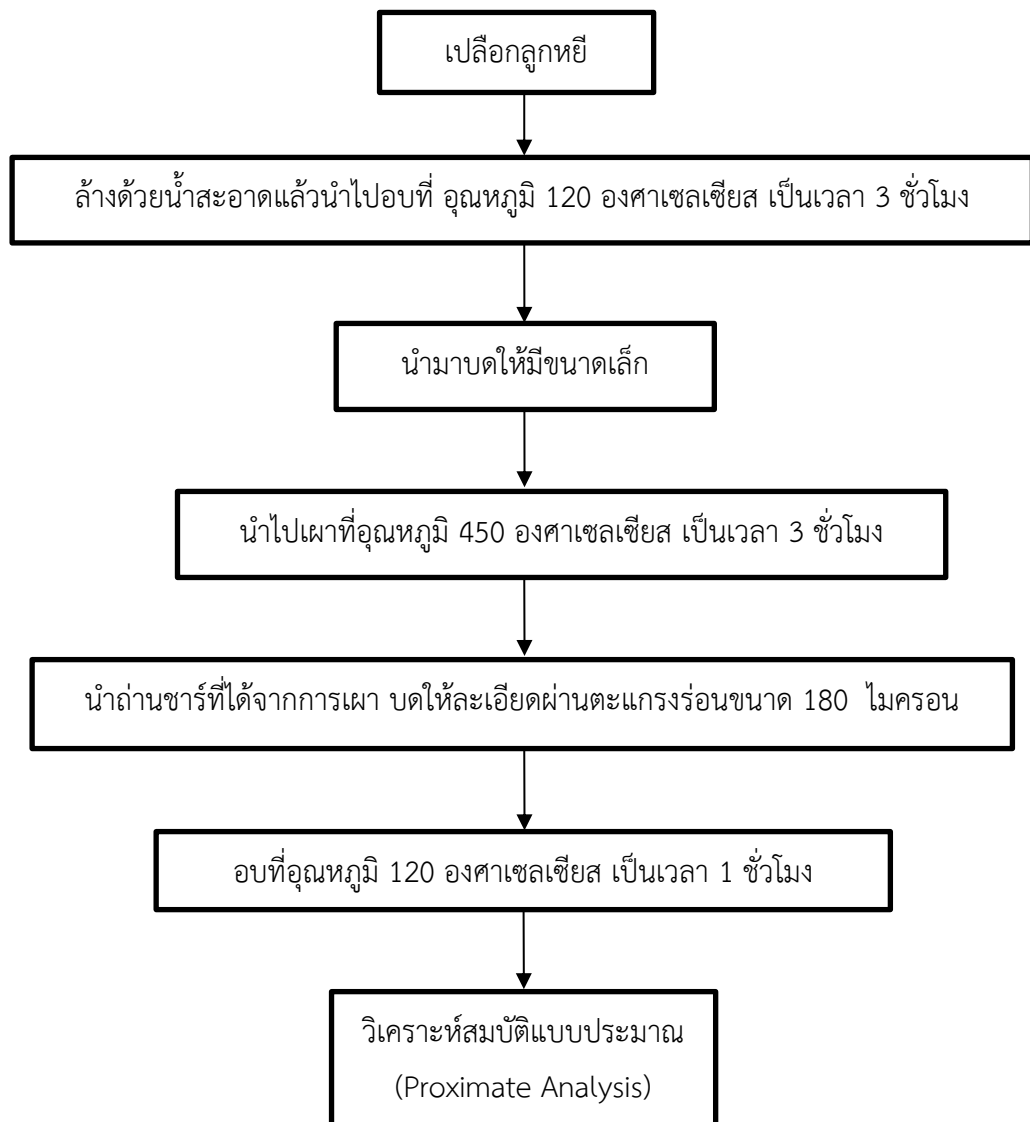 เปลือกลูกหยี
ล้างด้วยน้ำสะอาดแล้วนำไปอบที่ อุณหภูมิ 120 องศาเซลเซียส เป็นเวลา 3 ชั่วโมง
นำมาบดให้มีขนาดเล็ก
นำไปเผาที่อุณหภูมิ 450 องศาเซลเซียส เป็นเวลา 3 ชั่วโมง
นำถ่านชาร์ที่ได้จากการเผา บดให้ละเอียดผ่านตะแกรงร่อนขนาด 180 ไมครอน
อบที่อุณหภูมิ 120 องศาเซลเซียส เป็นเวลา 1 ชั่วโมง
วิเคราะห์สมบัติแบบประมาณ
(Proximate Analysis)